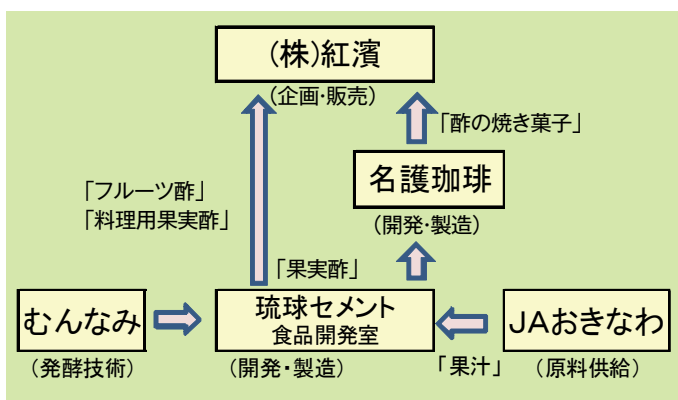 (株)紅濱
(企画・販売)
「酢の焼き菓子」
名護珈琲
(開発・製造)
「フルーツ酢」
「料理用果実酢」
「果実酢」
むんなみ
(発酵技術)
琉球セメント
食品開発室
(開発・製造)
「果汁」
JAおきなわ
(原料供給)